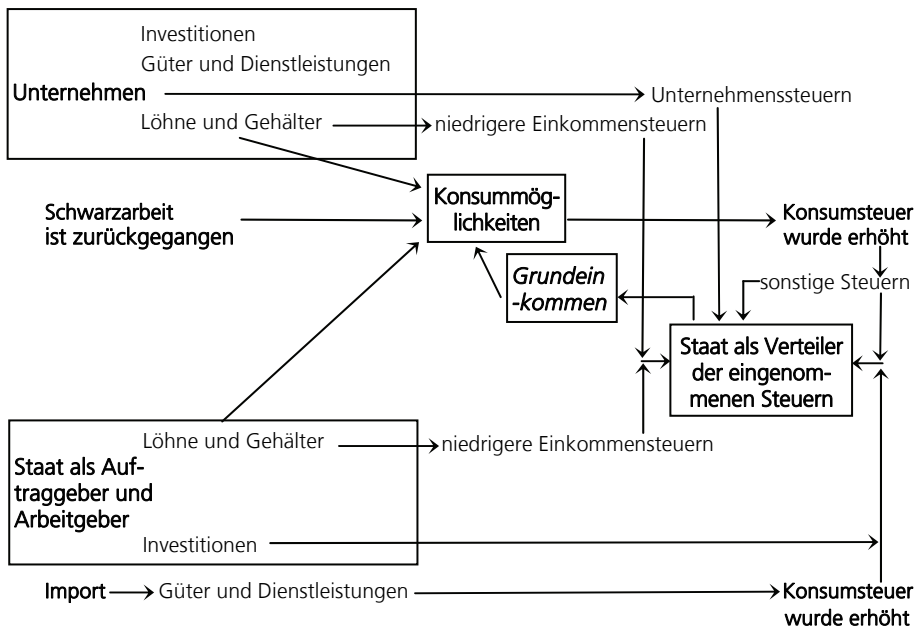 Investitionen
Güter und Dienstleistungen
Unternehmen
Unternehmenssteuern
Löhne und Gehälter
niedrigere Einkommensteuern
Konsummög-
lichkeiten
Schwarzarbeit
ist zurückgegangen
Konsumsteuer
wurde erhöht
Grundein
-kommen
sonstige Steuern
Staat als Verteiler
der eingenom-
menen Steuern
Löhne und Gehälter
niedrigere Einkommensteuern
Staat als Auf-
traggeber und
Arbeitgeber
Investitionen
Import
Güter und Dienstleistungen
Konsumsteuer
wurde erhöht